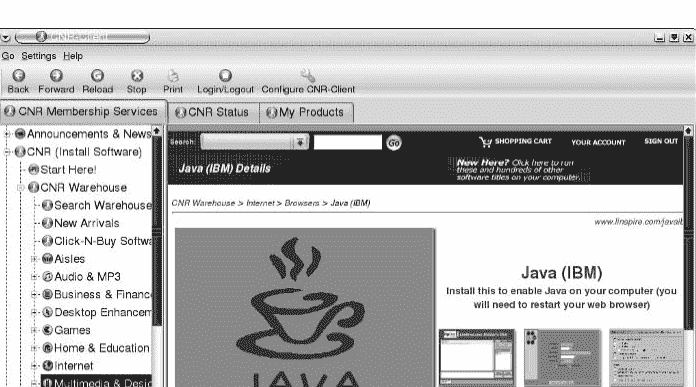 CNR-Client
Go Settings Help
Back Forward Reload Stop Print Login/Logout Configure CNR-Client
CNR Membership Services CNR Status My Products
Announcements & News
CNR (Install Software)
Start Here!
CNR Warehouse
Search Warehouse
New Arrivals
Click-N-Buy Softwa
Aisles
Audio & MP3
Business & Financ
Desktop Enhancem
Games
Home & Education
Internet
Multimedia & Desig
Search: Go SHOPPING CART YOUR ACCOUNT SIGN OUT
Java (IBM) Details
New Here? Click here to run
these and hundreds of other
software titles on your computer.
CNR Warehouse > Internet > Browsers > Java (IBM)
www.linspire.com/javaib
JAVA
Java (IBM)
Install this to enable Java on your computer (you
will need to restart your web browser)